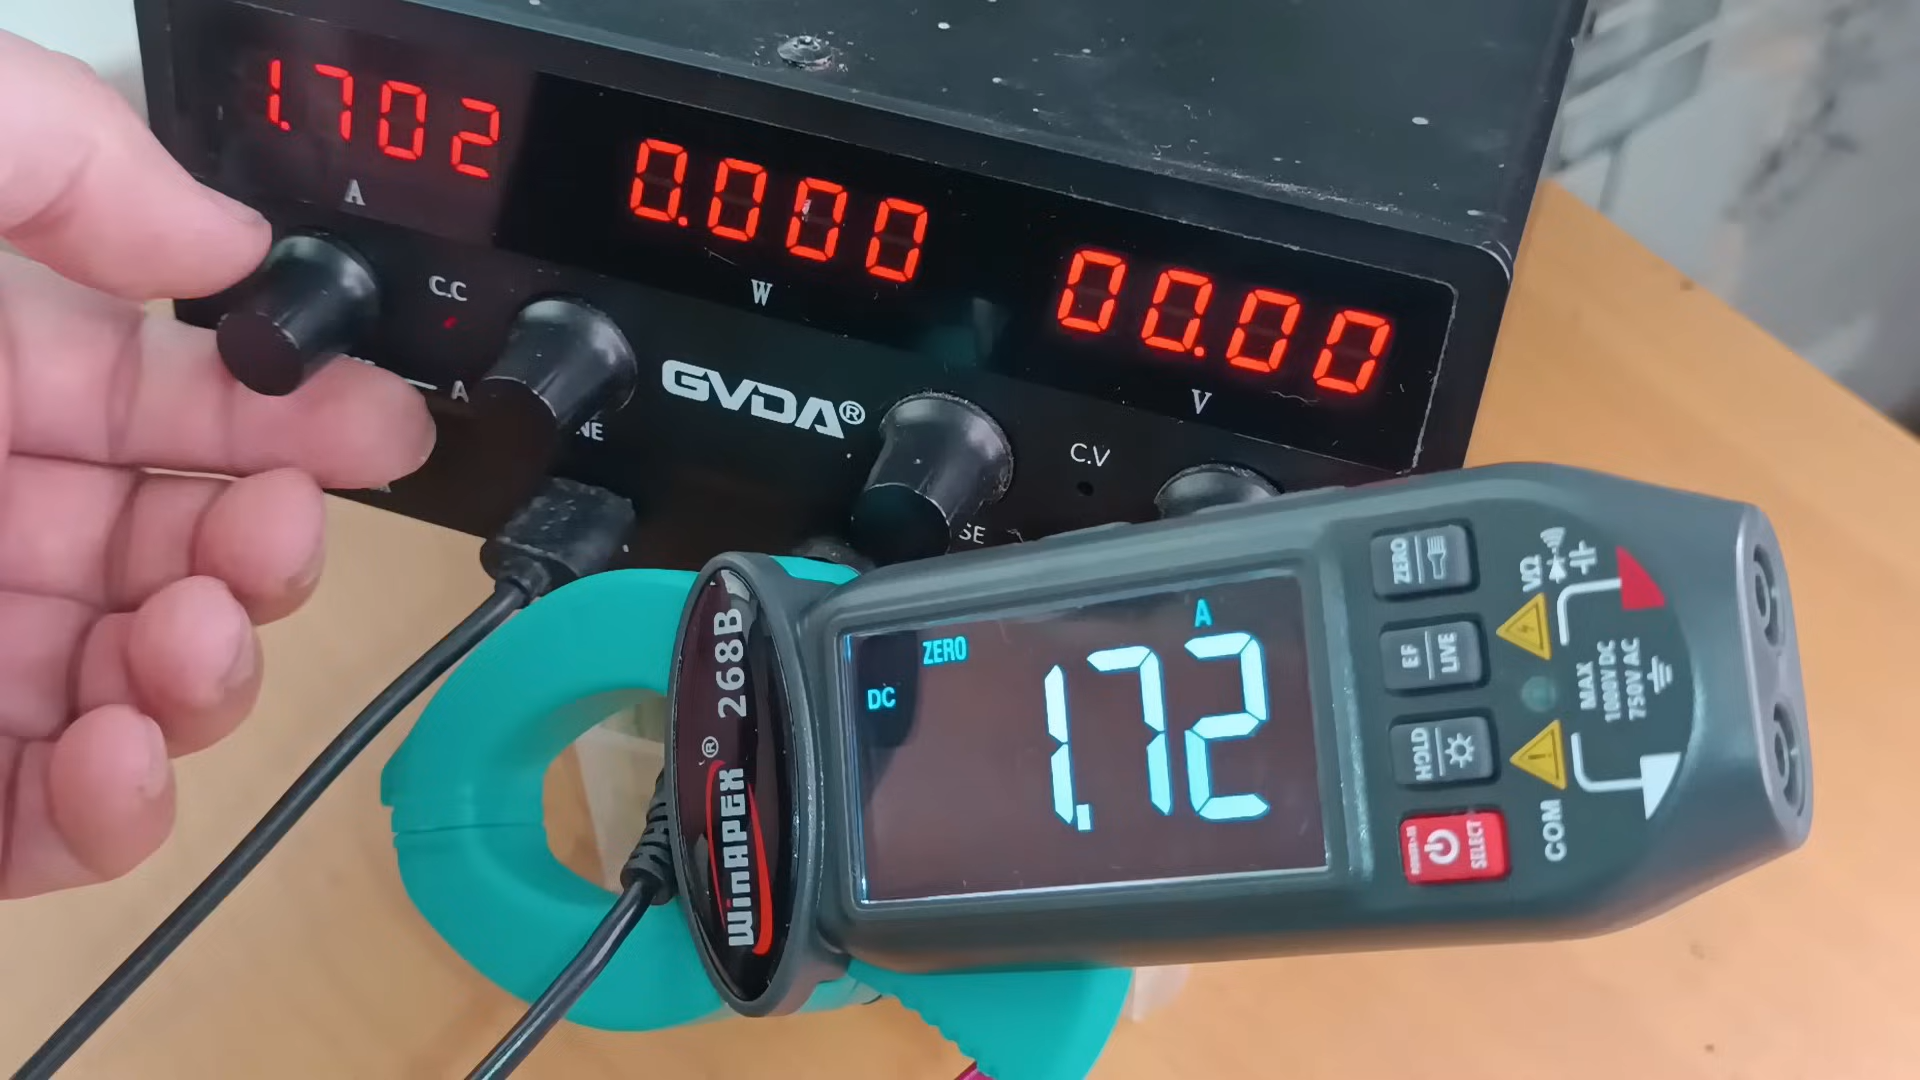 1.702
A
0.000
W
00.00
V
C.C
A
NE
GVDA®
C.V
SE
WinAPEX® 268B
ZERO
A
DC
1.72
ZERO
EF
LIVE
HOLD
SELECT
VΩ
MAX
1000V DC
750V AC
COM